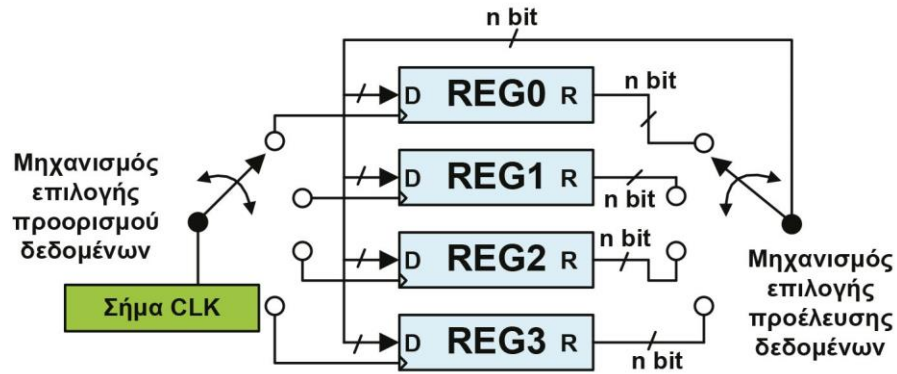 n bit
D REG0 R
n bit
Μηχανισμός
επιλογής
προορισμού
δεδομένων
D REG1 R
n bit
D REG2 R
n bit
Μηχανισμός
επιλογής
προέλευσης
δεδομένων
Σήμα CLK
D REG3 R
n bit